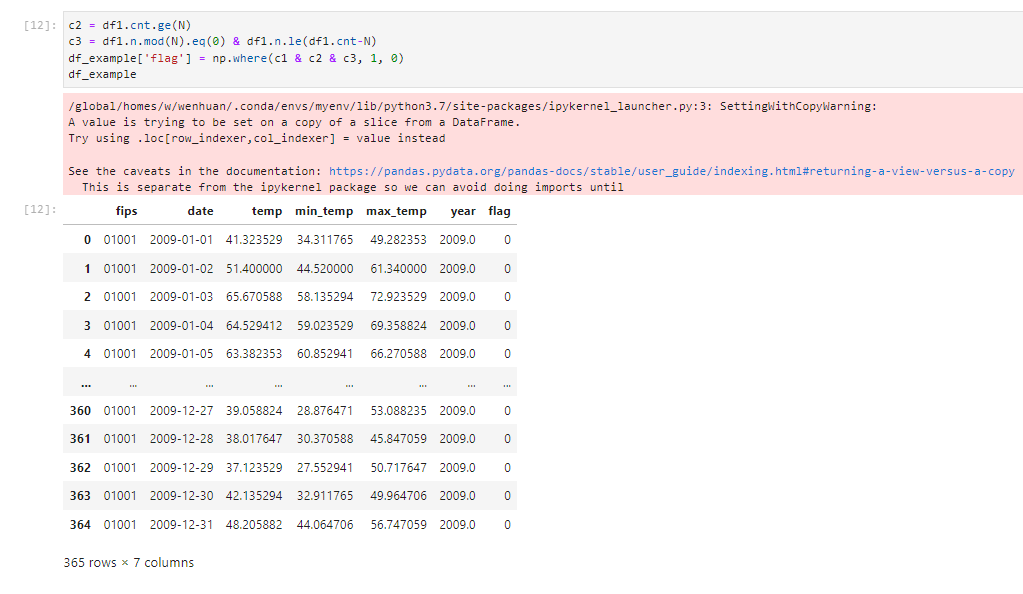 [12]: c2 = df1.cnt.ge(N)
c3 = df1.n.mod(N).eq(0) & df1.n.le(df1.cnt-N)
df_example['flag'] = np.where(c1 & c2 & c3, 1, 0)
df_example
/global/homes/w/wenhuan/.conda/envs/myenv/lib/python3.7/site-packages/ipykernel_launcher.py:3: SettingWithCopyWarning:
A value is trying to be set on a copy of a slice from a DataFrame.
Try using .loc[row_indexer,col_indexer] = value instead
See the caveats in the documentation: https://pandas.pydata.org/pandas-docs/stable/user_guide/indexing.html#returning-a-view-versus-a-copy
This is separate from the ipykernel package so we can avoid doing imports until
[12]: fips date temp min_temp max_temp year flag
0 01001 2009-01-01 41.323529 34.311765 49.282353 2009.0 0
1 01001 2009-01-02 51.400000 44.520000 61.340000 2009.0 0
2 01001 2009-01-03 65.670588 58.135294 72.923529 2009.0 0
3 01001 2009-01-04 64.529412 59.023529 69.358824 2009.0 0
4 01001 2009-01-05 63.382353 60.852941 66.270588 2009.0 0
... ... ... ... ... ... ... ...
360 01001 2009-12-27 39.058824 28.876471 53.088235 2009.0 0
361 01001 2009-12-28 38.017647 30.370588 45.847059 2009.0 0
362 01001 2009-12-29 37.123529 27.552941 50.717647 2009.0 0
363 01001 2009-12-30 42.135294 32.911765 49.964706 2009.0 0
364 01001 2009-12-31 48.205882 44.064706 56.747059 2009.0 0
365 rows × 7 columns